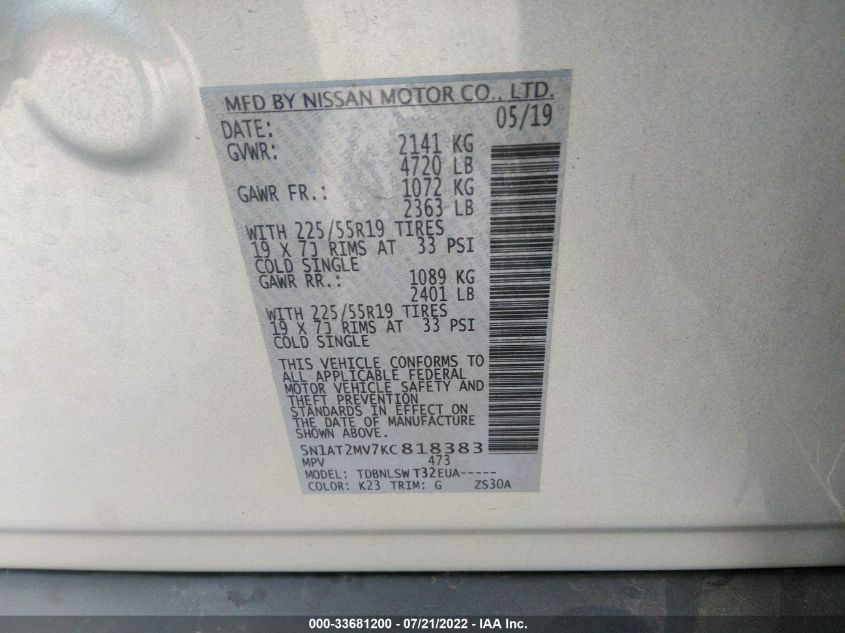 MFD BY NISSAN MOTOR CO., LTD.
DATE: 05/19
GVWR: 2141 KG
4720 LB
GAWR FR.: 1072 KG
2363 LB
WITH 225/55R19 TIRES
19 X 7J RIMS AT 33 PSI
COLD SINGLE
GAWR RR.: 1089 KG
2401 LB
WITH 225/55R19 TIRES
19 X 7J RIMS AT 33 PSI
COLD SINGLE
THIS VEHICLE CONFORMS TO
ALL APPLICABLE FEDERAL
MOTOR VEHICLE SAFETY AND
THEFT PREVENTION
STANDARDS IN EFFECT ON
THE DATE OF MANUFACTURE
SHOWN ABOVE.
5N1AT2MV7KC818383
MPV 473
MODEL: TDBNLSW T32EUA-----
COLOR: K23 TRIM: G ZS30A
000-33681200 / 07/21/2022 - IAA Inc.